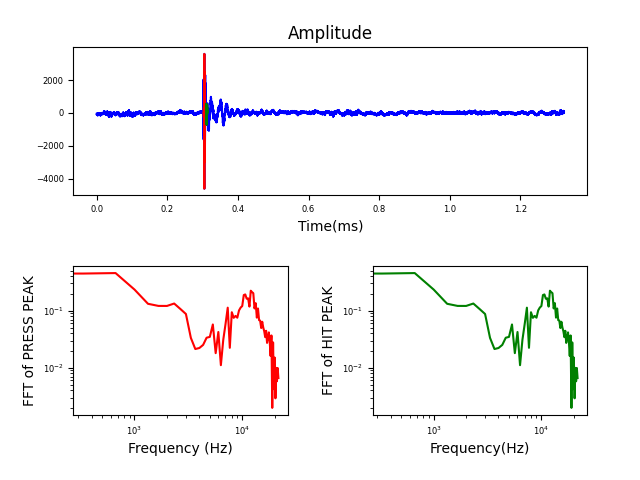 Amplitude
2000
0
−2000
−4000
0.0 0.2 0.4 0.6 0.8 1.0 1.2
Time(ms)
FFT of PRESS PEAK
10⁻¹
10⁻²
10³ 10⁴
Frequency (Hz)
FFT of HIT PEAK
10⁻¹
10⁻²
10³ 10⁴
Frequency(Hz)